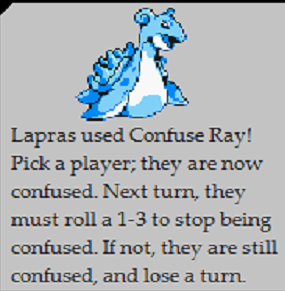 Lapras used Confuse Ray!
Pick a player; they are now
confused. Next turn, they
must roll a 1-3 to stop being
confused. If not, they are still
confused, and lose a turn.